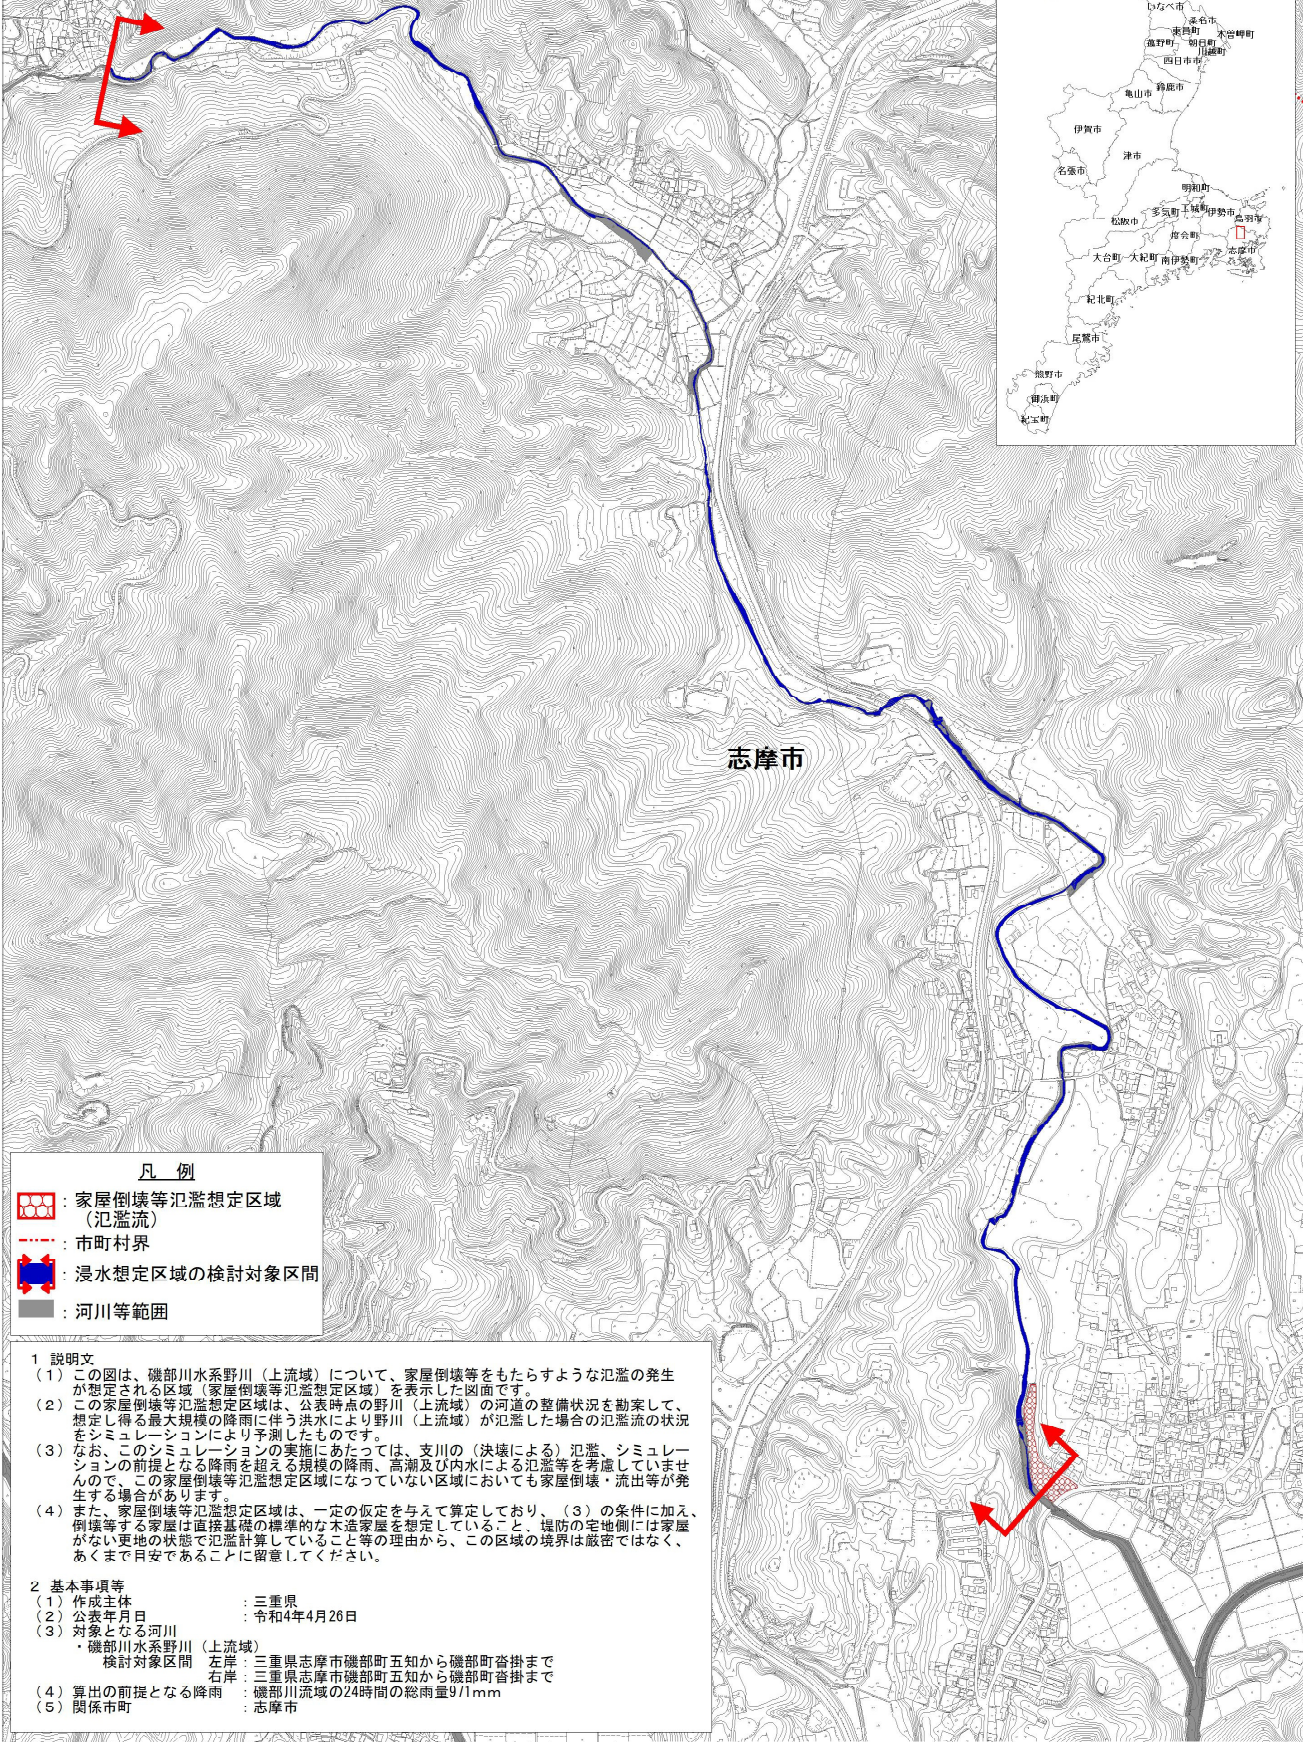 いなべ市
桑名市
東員町
木曽岬町
菰野町
朝日町
川越町
四日市市
亀山市
鈴鹿市
伊賀市
津市
名張市
明和町
松阪市
多気町
玉城町
伊勢市
鳥羽市
度会町
志摩市
大台町
大紀町
南伊勢町
紀北町
尾鷲市
熊野市
御浜町
紀宝町
志摩市
凡 例
：家屋倒壊等氾濫想定区域
（氾濫流）
：市町村界
：浸水想定区域の検討対象区間
：河川等範囲
1 説明文
（1）この図は、磯部川水系野川（上流域）について、家屋倒壊等をもたらすような氾濫の発生
が想定される区域（家屋倒壊等氾濫想定区域）を表示した図面です。
（2）この家屋倒壊等氾濫想定区域は、公表時点の野川（上流域）の河道の整備状況を勘案して、
想定し得る最大規模の降雨に伴う洪水により野川（上流域）が氾濫した場合の氾濫流の状況
をシミュレーションにより予測したものです。
（3）なお、このシミュレーションの実施にあたっては、支川の（決壊による）氾濫、シミュレー
ションの前提となる降雨を超える規模の降雨、高潮及び内水による氾濫等を考慮していませ
んので、この家屋倒壊等氾濫想定区域になっていない区域においても家屋倒壊・流出等が発
生する場合があります。
（4）また、家屋倒壊等氾濫想定区域は、一定の仮定を与えて算定しており、（3）の条件に加え、
倒壊等する家屋は直接基礎の標準的な木造家屋を想定していること、堤防の宅地側には家屋
がない更地の状態で氾濫計算していること等の理由から、この区域の境界は厳密ではなく、
あくまで目安であることに留意してください。
2 基本事項等
（1）作成主体 ：三重県
（2）公表年月日 ：令和4年4月26日
（3）対象となる河川
・磯部川水系野川（上流域）
検討対象区間 左岸：三重県志摩市磯部町五知から磯部町沓掛まで
右岸：三重県志摩市磯部町五知から磯部町沓掛まで
（4）算出の前提となる降雨 ：磯部川流域の24時間の総雨量971mm
（5）関係市町 ：志摩市